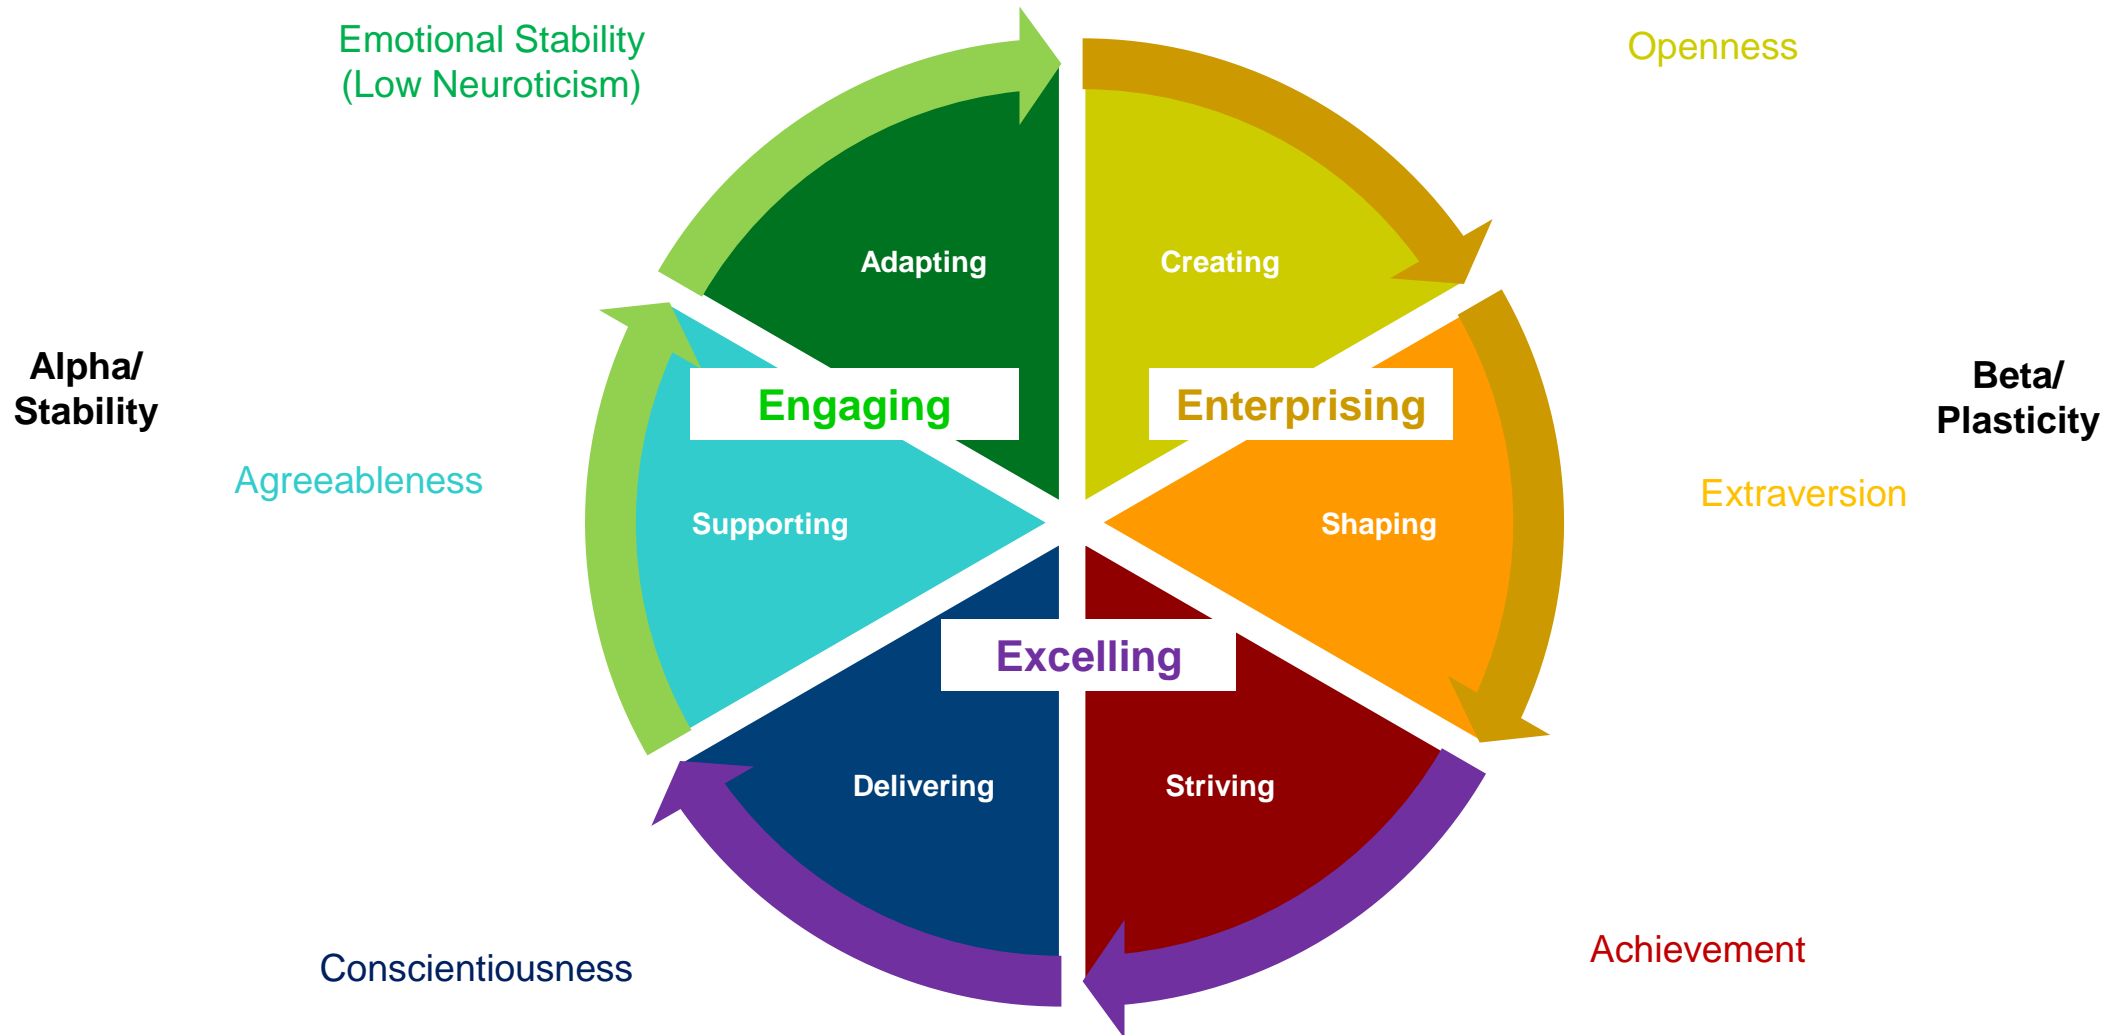 Emotional Stability
(Low Neuroticism)
Openness
Adapting
Creating
Alpha/
Stability
Engaging
Enterprising
Beta/
Plasticity
Agreeableness
Extraversion
Supporting
Shaping
Excelling
Delivering
Striving
Conscientiousness
Achievement